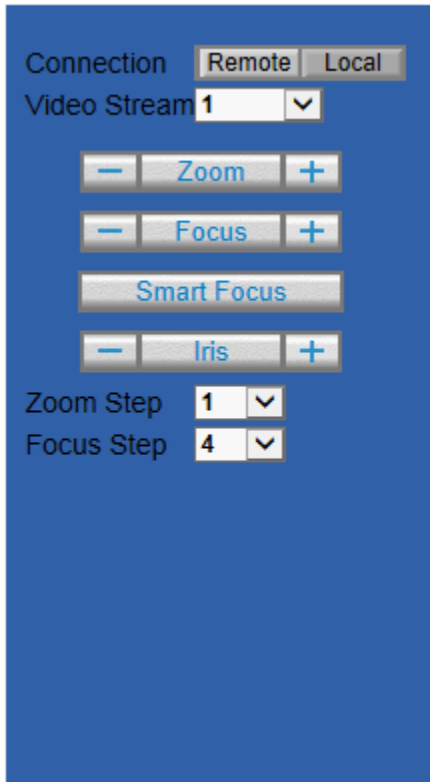 Connection Remote Local
Video Stream 1
− Zoom +
− Focus +
Smart Focus
− Iris +
Zoom Step 1
Focus Step 4